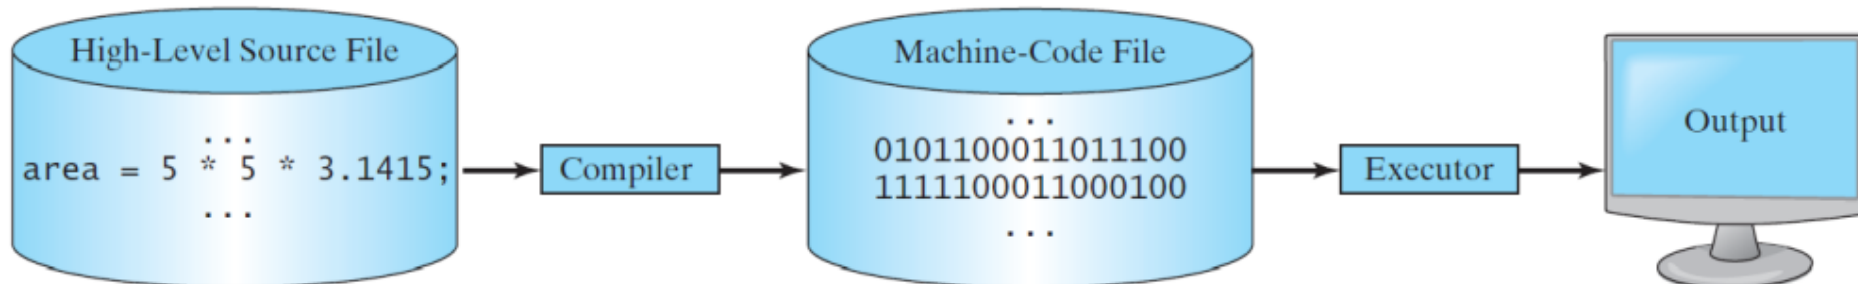 High-Level Source File
...
area = 5 * 5 * 3.1415;
...
Compiler
Machine-Code File
...
0101100011011100
1111100011000100
...
Executor
Output